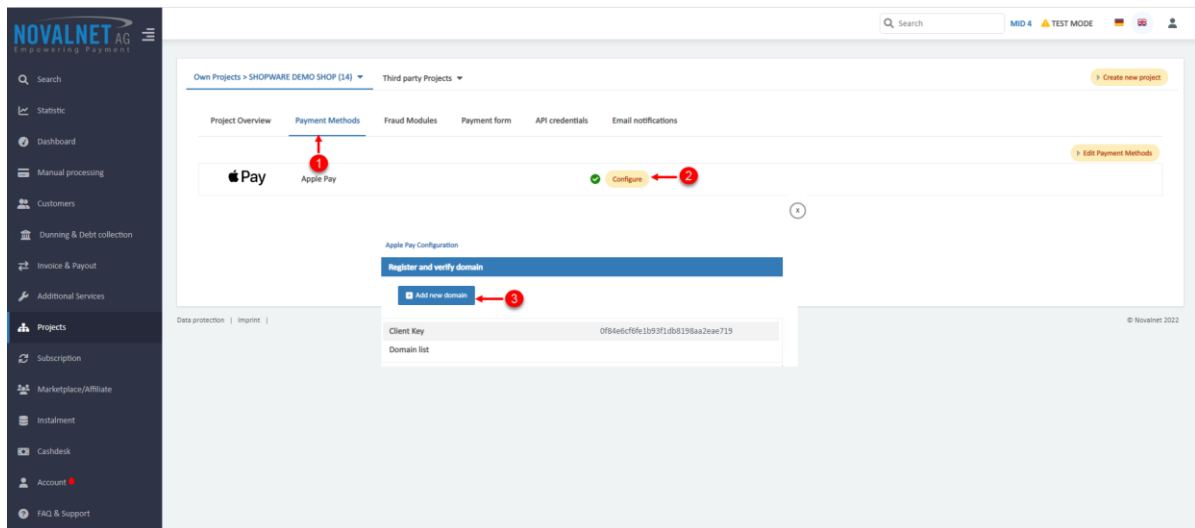 NOVALNET AG
Empowering Payment
Search
MID 4
TEST MODE
Search
Statistic
Dashboard
Manual processing
Customers
Dunning & Debt collection
Invoice & Payout
Additional Services
Projects
Subscription
Marketplace/Affiliate
Instalment
Cashdesk
Account
FAQ & Support
Own Projects > SHOPWARE DEMO SHOP (14)
Third party Projects
Create new project
Project Overview
Payment Methods
Fraud Modules
Payment form
API credentials
Email notifications
1
Edit Payment Methods
Pay
Apple Pay
Configure
2
x
Apple Pay Configuration
Register and verify domain
Add new domain
3
Client Key 0f84e6cf6fe1b93f1db8198aa2eae719
Domain list
Data protection | Imprint |
© Novalnet 2022